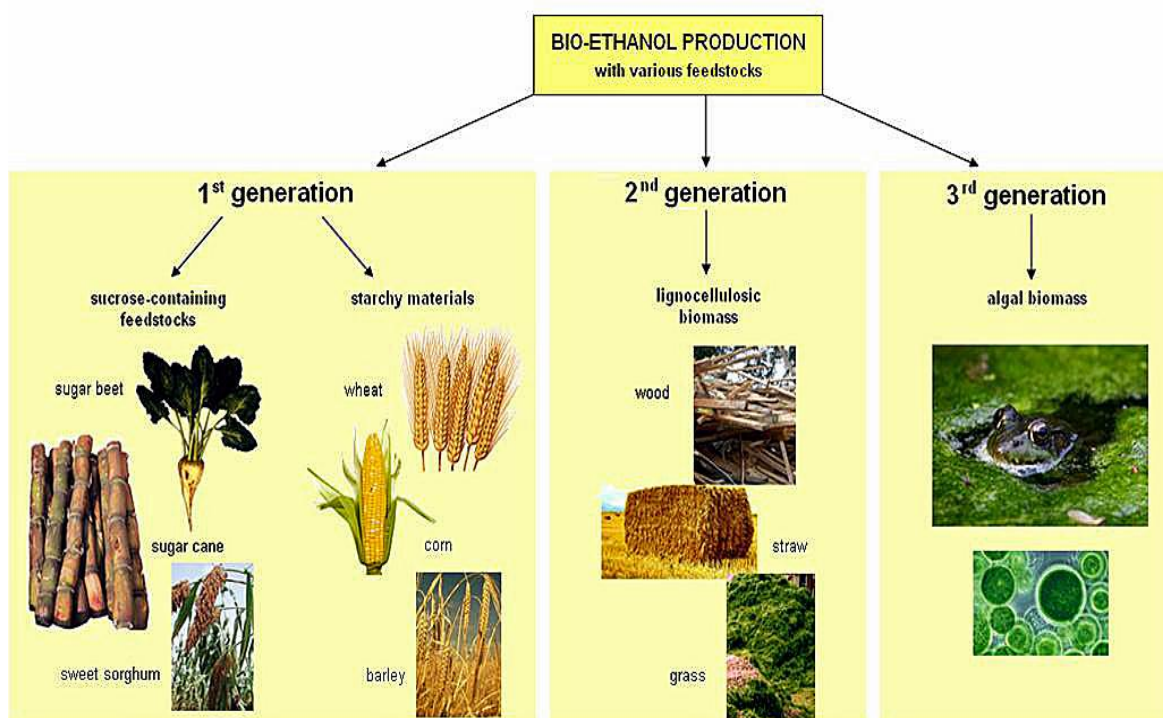 BIO-ETHANOL PRODUCTION
with various feedstocks
1st generation
sucrose-containing
feedstocks
sugar beet
sugar cane
sweet sorghum
starchy materials
wheat
corn
barley
2nd generation
lignocellulosic
biomass
wood
straw
grass
3rd generation
algal biomass